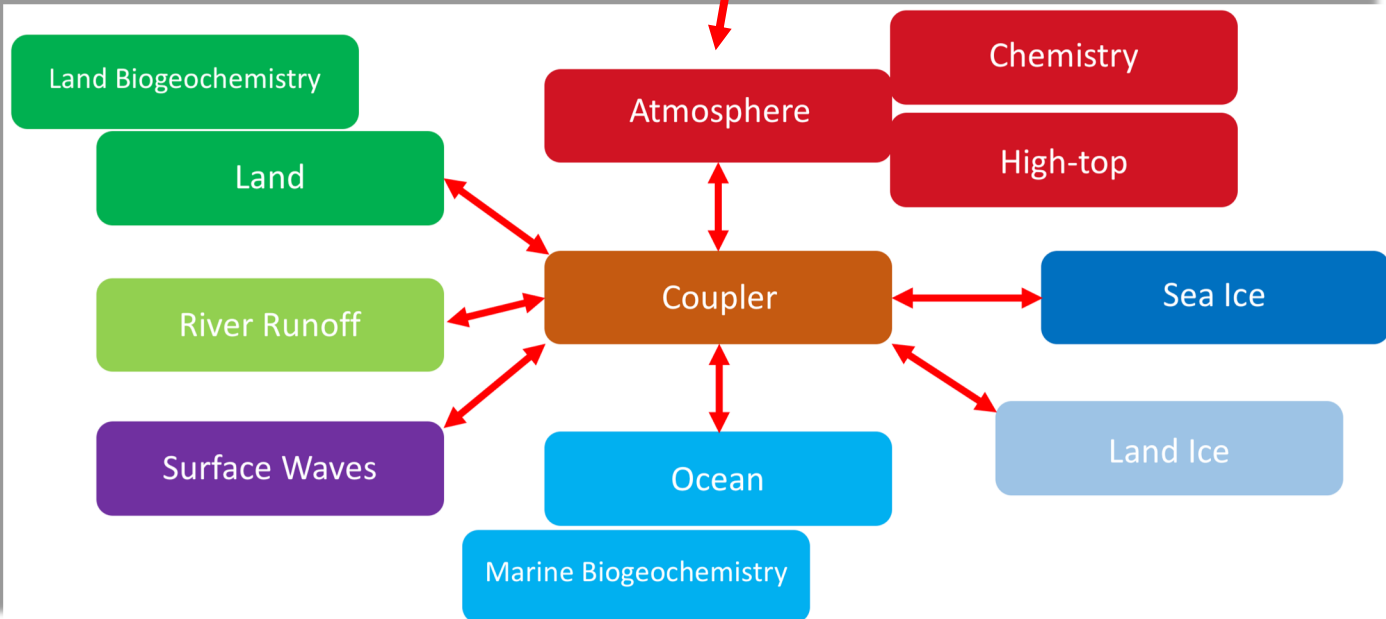 Land Biogeochemistry
Land
River Runoff
Surface Waves
Atmosphere
Chemistry
High-top
Coupler
Sea Ice
Land Ice
Ocean
Marine Biogeochemistry